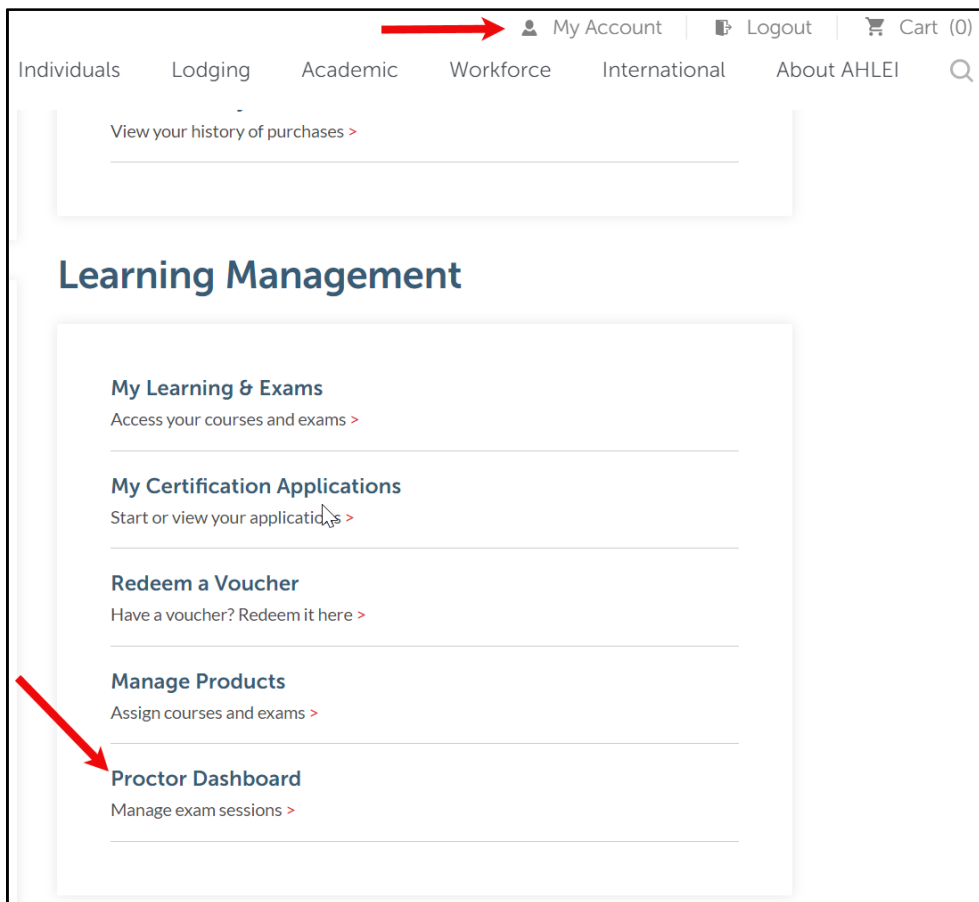 My Account Logout Cart (0)
Individuals Lodging Academic Workforce International About AHLEI
View your history of purchases >
Learning Management
My Learning & Exams
Access your courses and exams >
My Certification Applications
Start or view your applications >
Redeem a Voucher
Have a voucher? Redeem it here >
Manage Products
Assign courses and exams >
Proctor Dashboard
Manage exam sessions >